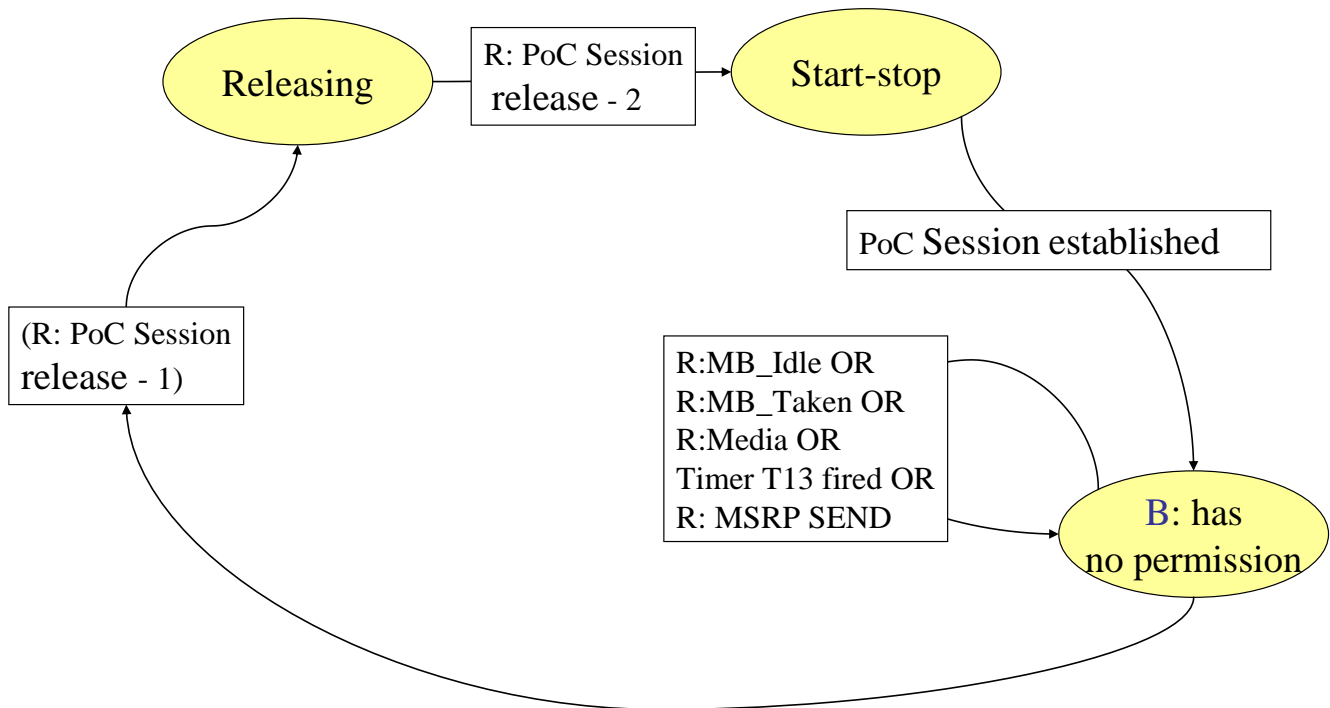 Releasing
R: PoC Session
release - 2
Start-stop
PoC Session established
(R: PoC Session
release - 1)
R:MB_Idle OR
R:MB_Taken OR
R:Media OR
Timer T13 fired OR
R: MSRP SEND
B: has
no permission